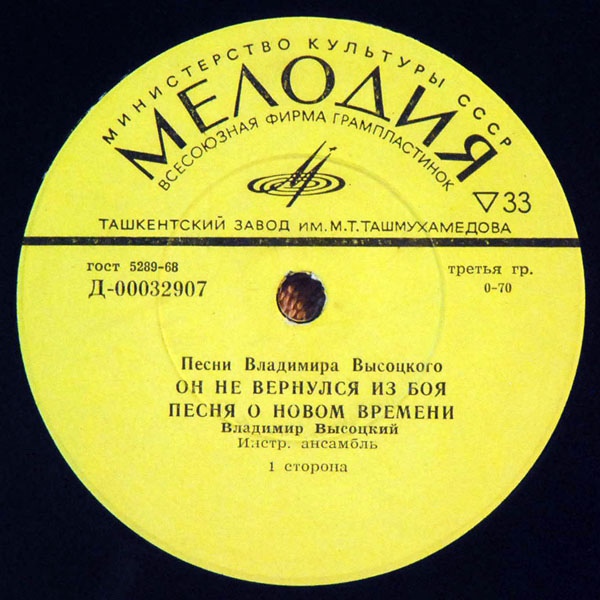 МИНИСТЕРСТВО КУЛЬТУРЫ СССР
МЕЛОДИЯ
ВСЕСОЮЗНАЯ ФИРМА ГРАМПЛАСТИНОК
33
ТАШКЕНТСКИЙ ЗАВОД ИМ. М.Т. ТАШМУХАМЕДОВА
гост 5289-68
третья гр.
Д-00032907
0-70
Песни Владимира Высоцкого
ОН НЕ ВЕРНУЛСЯ ИЗ БОЯ
ПЕСНЯ О НОВОМ ВРЕМЕНИ
Владимир Высоцкий
Инстр. ансамбль
1 сторона